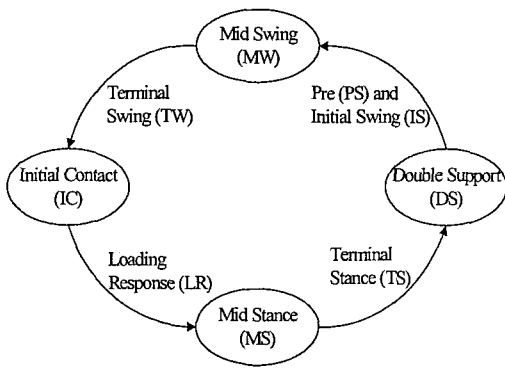 Mid Swing
(MW)
Terminal
Swing (TW)
Pre (PS) and
Initial Swing (IS)
Initial Contact
(IC)
Double Support
(DS)
Loading
Response (LR)
Terminal
Stance (TS)
Mid Stance
(MS)